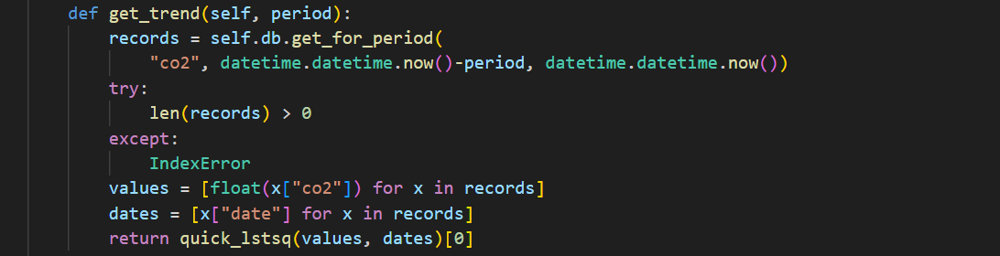 def get_trend(self, period):
    records = self.db.get_for_period(
        "co2", datetime.datetime.now()-period, datetime.datetime.now())
    try:
        len(records) > 0
    except:
        IndexError
    values = [float(x["co2"]) for x in records]
    dates = [x["date"] for x in records]
    return quick_lstsq(values, dates)[0]